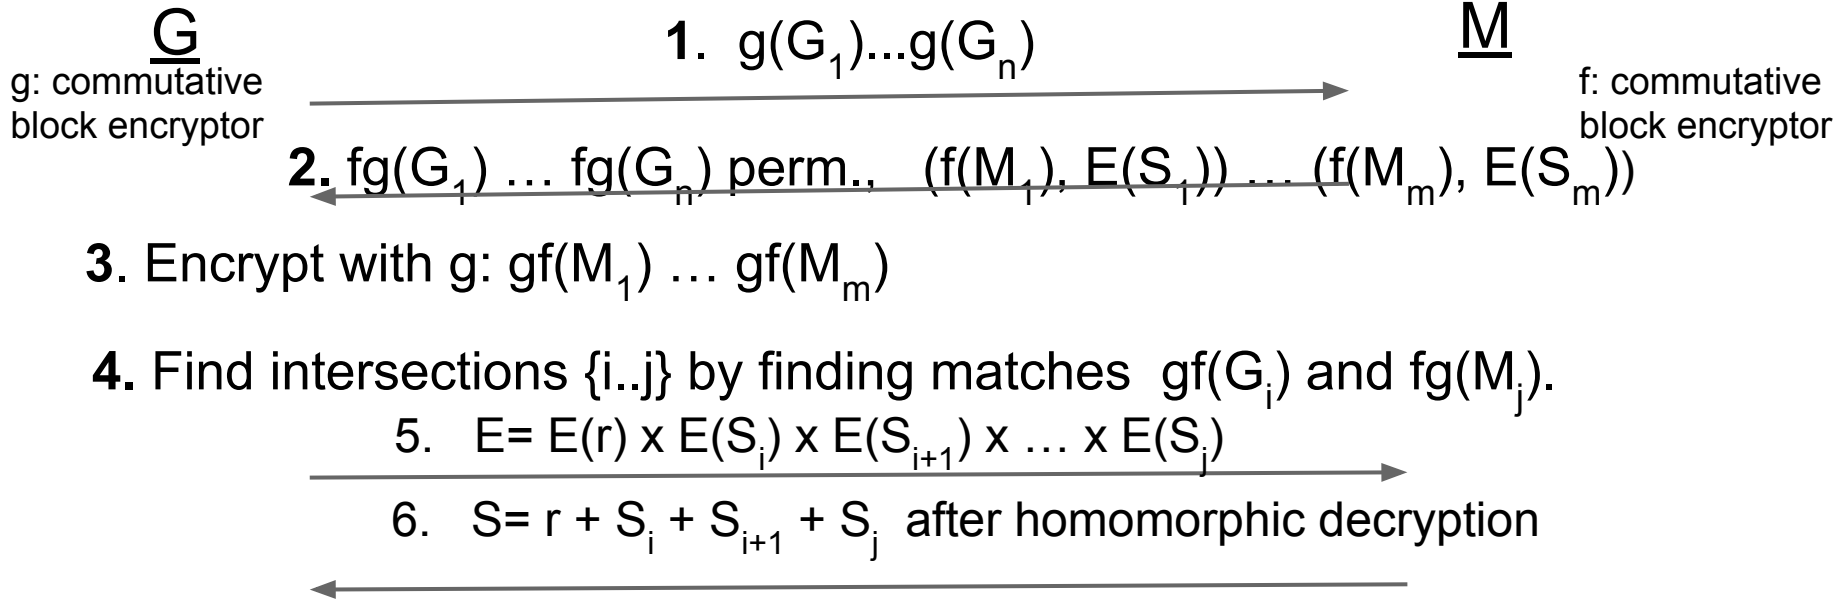 G
M
g: commutative
block encryptor
1. g(G₁)...g(Gₙ)
f: commutative
block encryptor
2. fg(G₁) … fg(Gₙ) perm., (f(M₁), E(S₁)) … (f(Mₘ), E(Sₘ))
3. Encrypt with g: gf(M₁) … gf(Mₘ)
4. Find intersections {i..j} by finding matches gf(Gᵢ) and fg(Mⱼ).
5. E= E(r) x E(Sᵢ) x E(Sᵢ₊₁) x … x E(Sⱼ)
6. S= r + Sᵢ + Sᵢ₊₁ + Sⱼ after homomorphic decryption